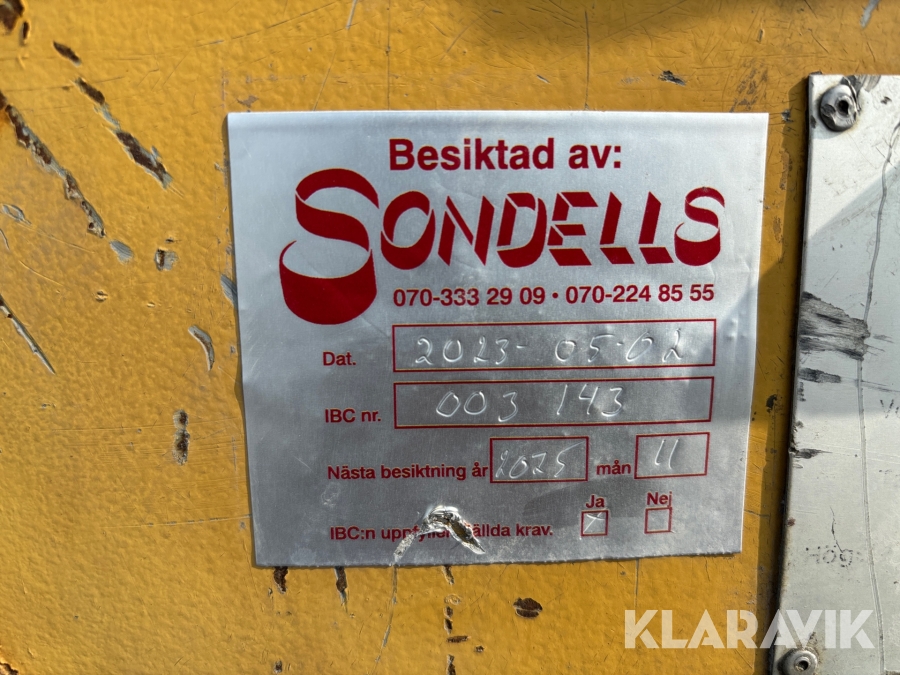 Besiktad av:
SONDELLS
070-333 29 09 • 070-224 85 55
Dat. 2023-05-02
IBC nr. 003 143
Nästa besiktning år 2025 mån 11
Ja Nej
IBC:n krav.
KLARAVIK